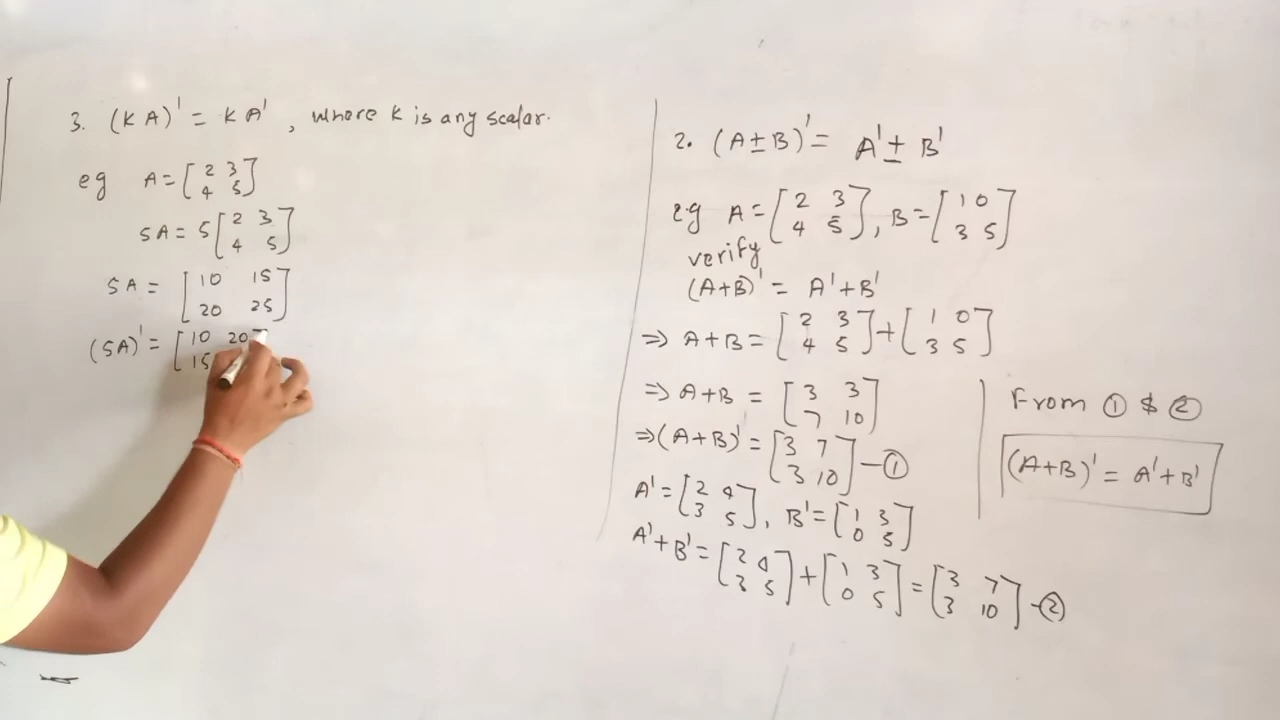 3. (KA)' = KA' , where K is any scalar.
eg A = [2 3
4 5]
5A = 5[2 3
4 5]
5A = [10 15
20 25]
(5A)' = [10 20]
15
2. (A±B)' = A' ± B'
eg A = [2 3
4 5], B = [1 0
3 5]
verify
(A+B)' = A'+B'
⇒ A+B = [2 3
4 5] + [1 0
3 5]
⇒ A+B = [3 3
7 10]
⇒ (A+B)' = [3 7
3 10] — ①
A' = [2 4
3 5], B' = [1 3
0 5]
A'+B' = [2 4
3 5] + [1 3
0 5] = [3 7
3 10] - ②
From ① & ②
(A+B)' = A'+B'